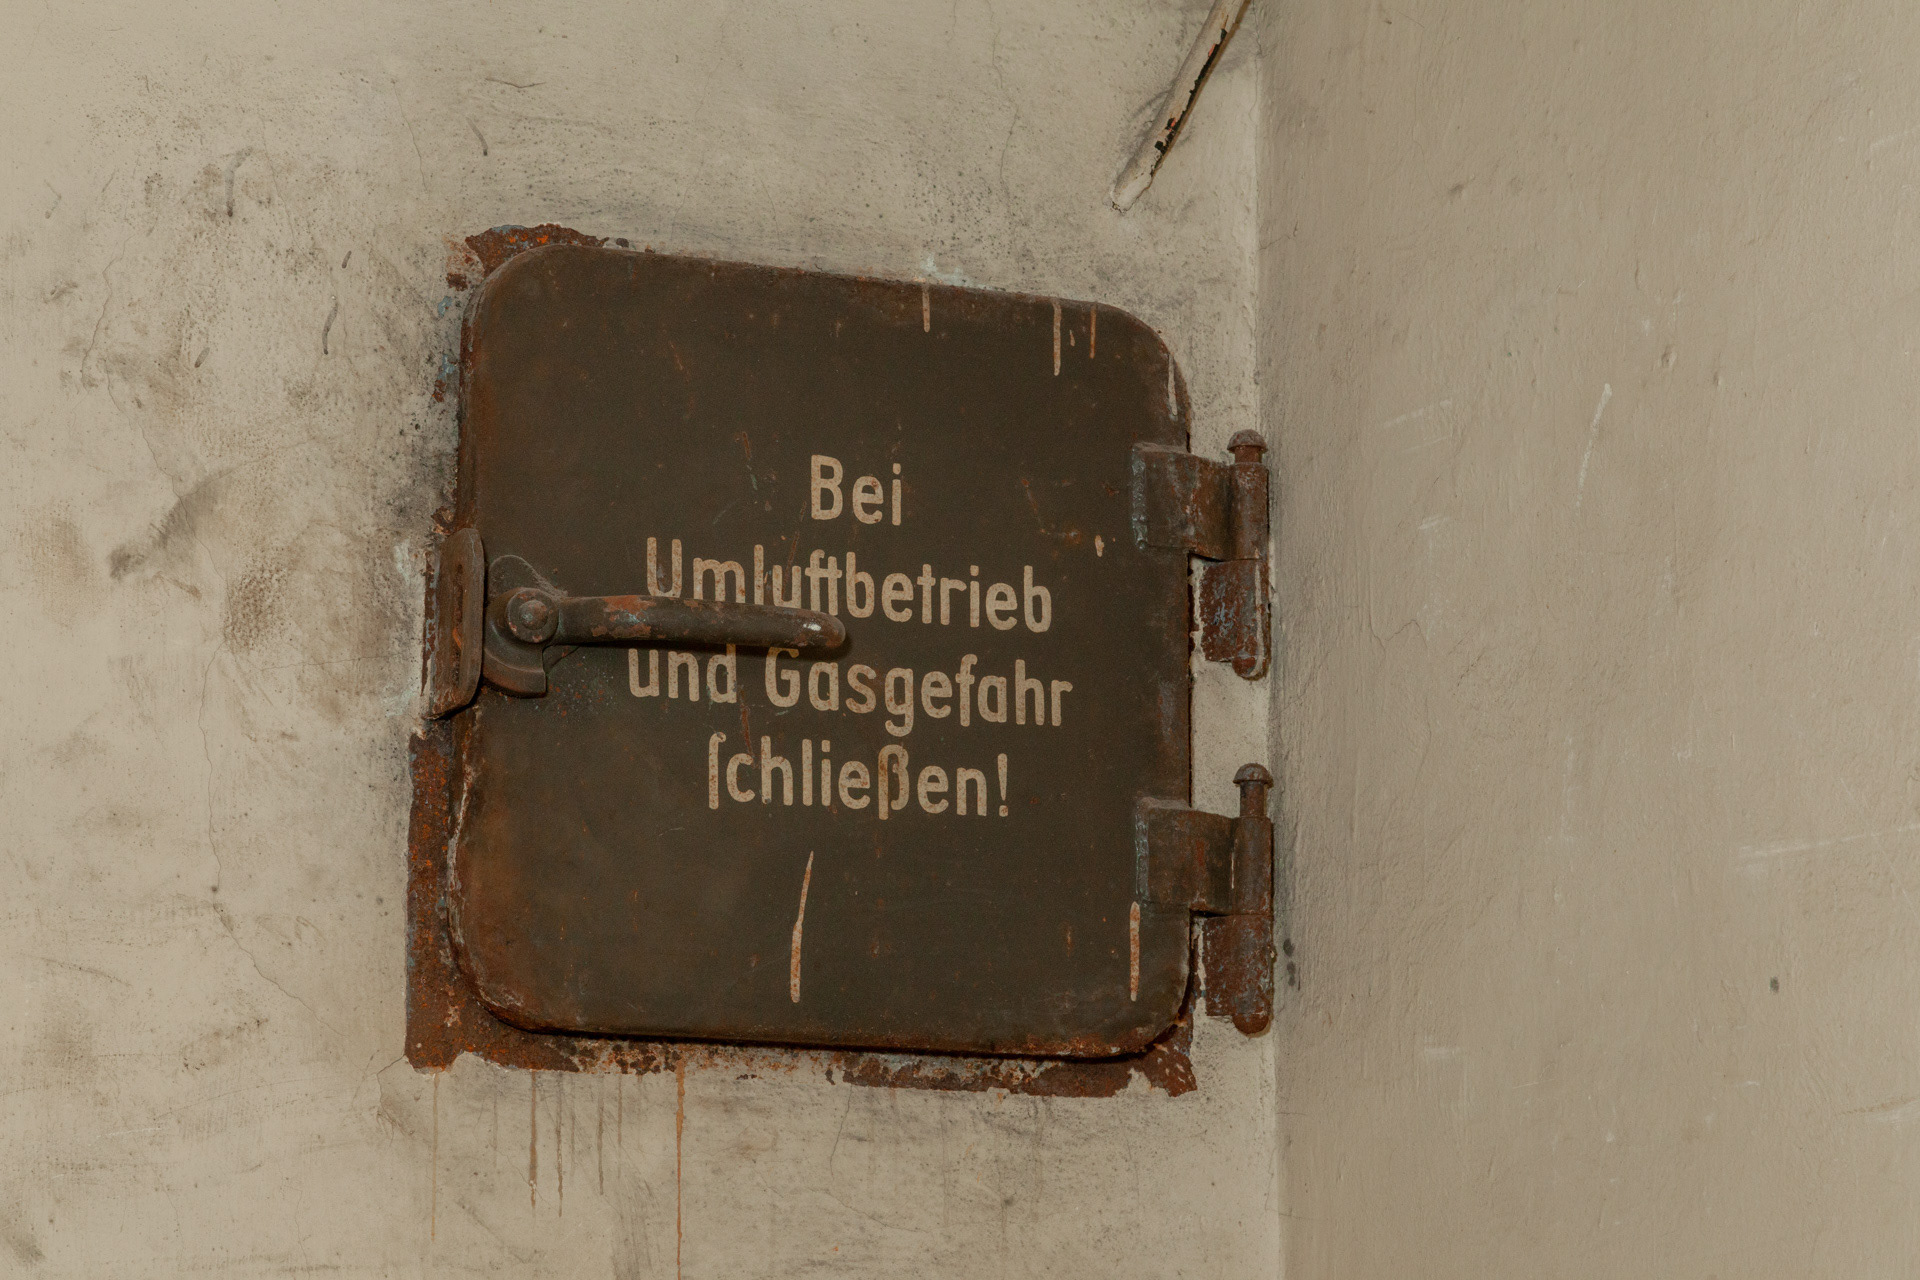 Bei
Umluftbetrieb
und Gasgefahr
ſchließen!